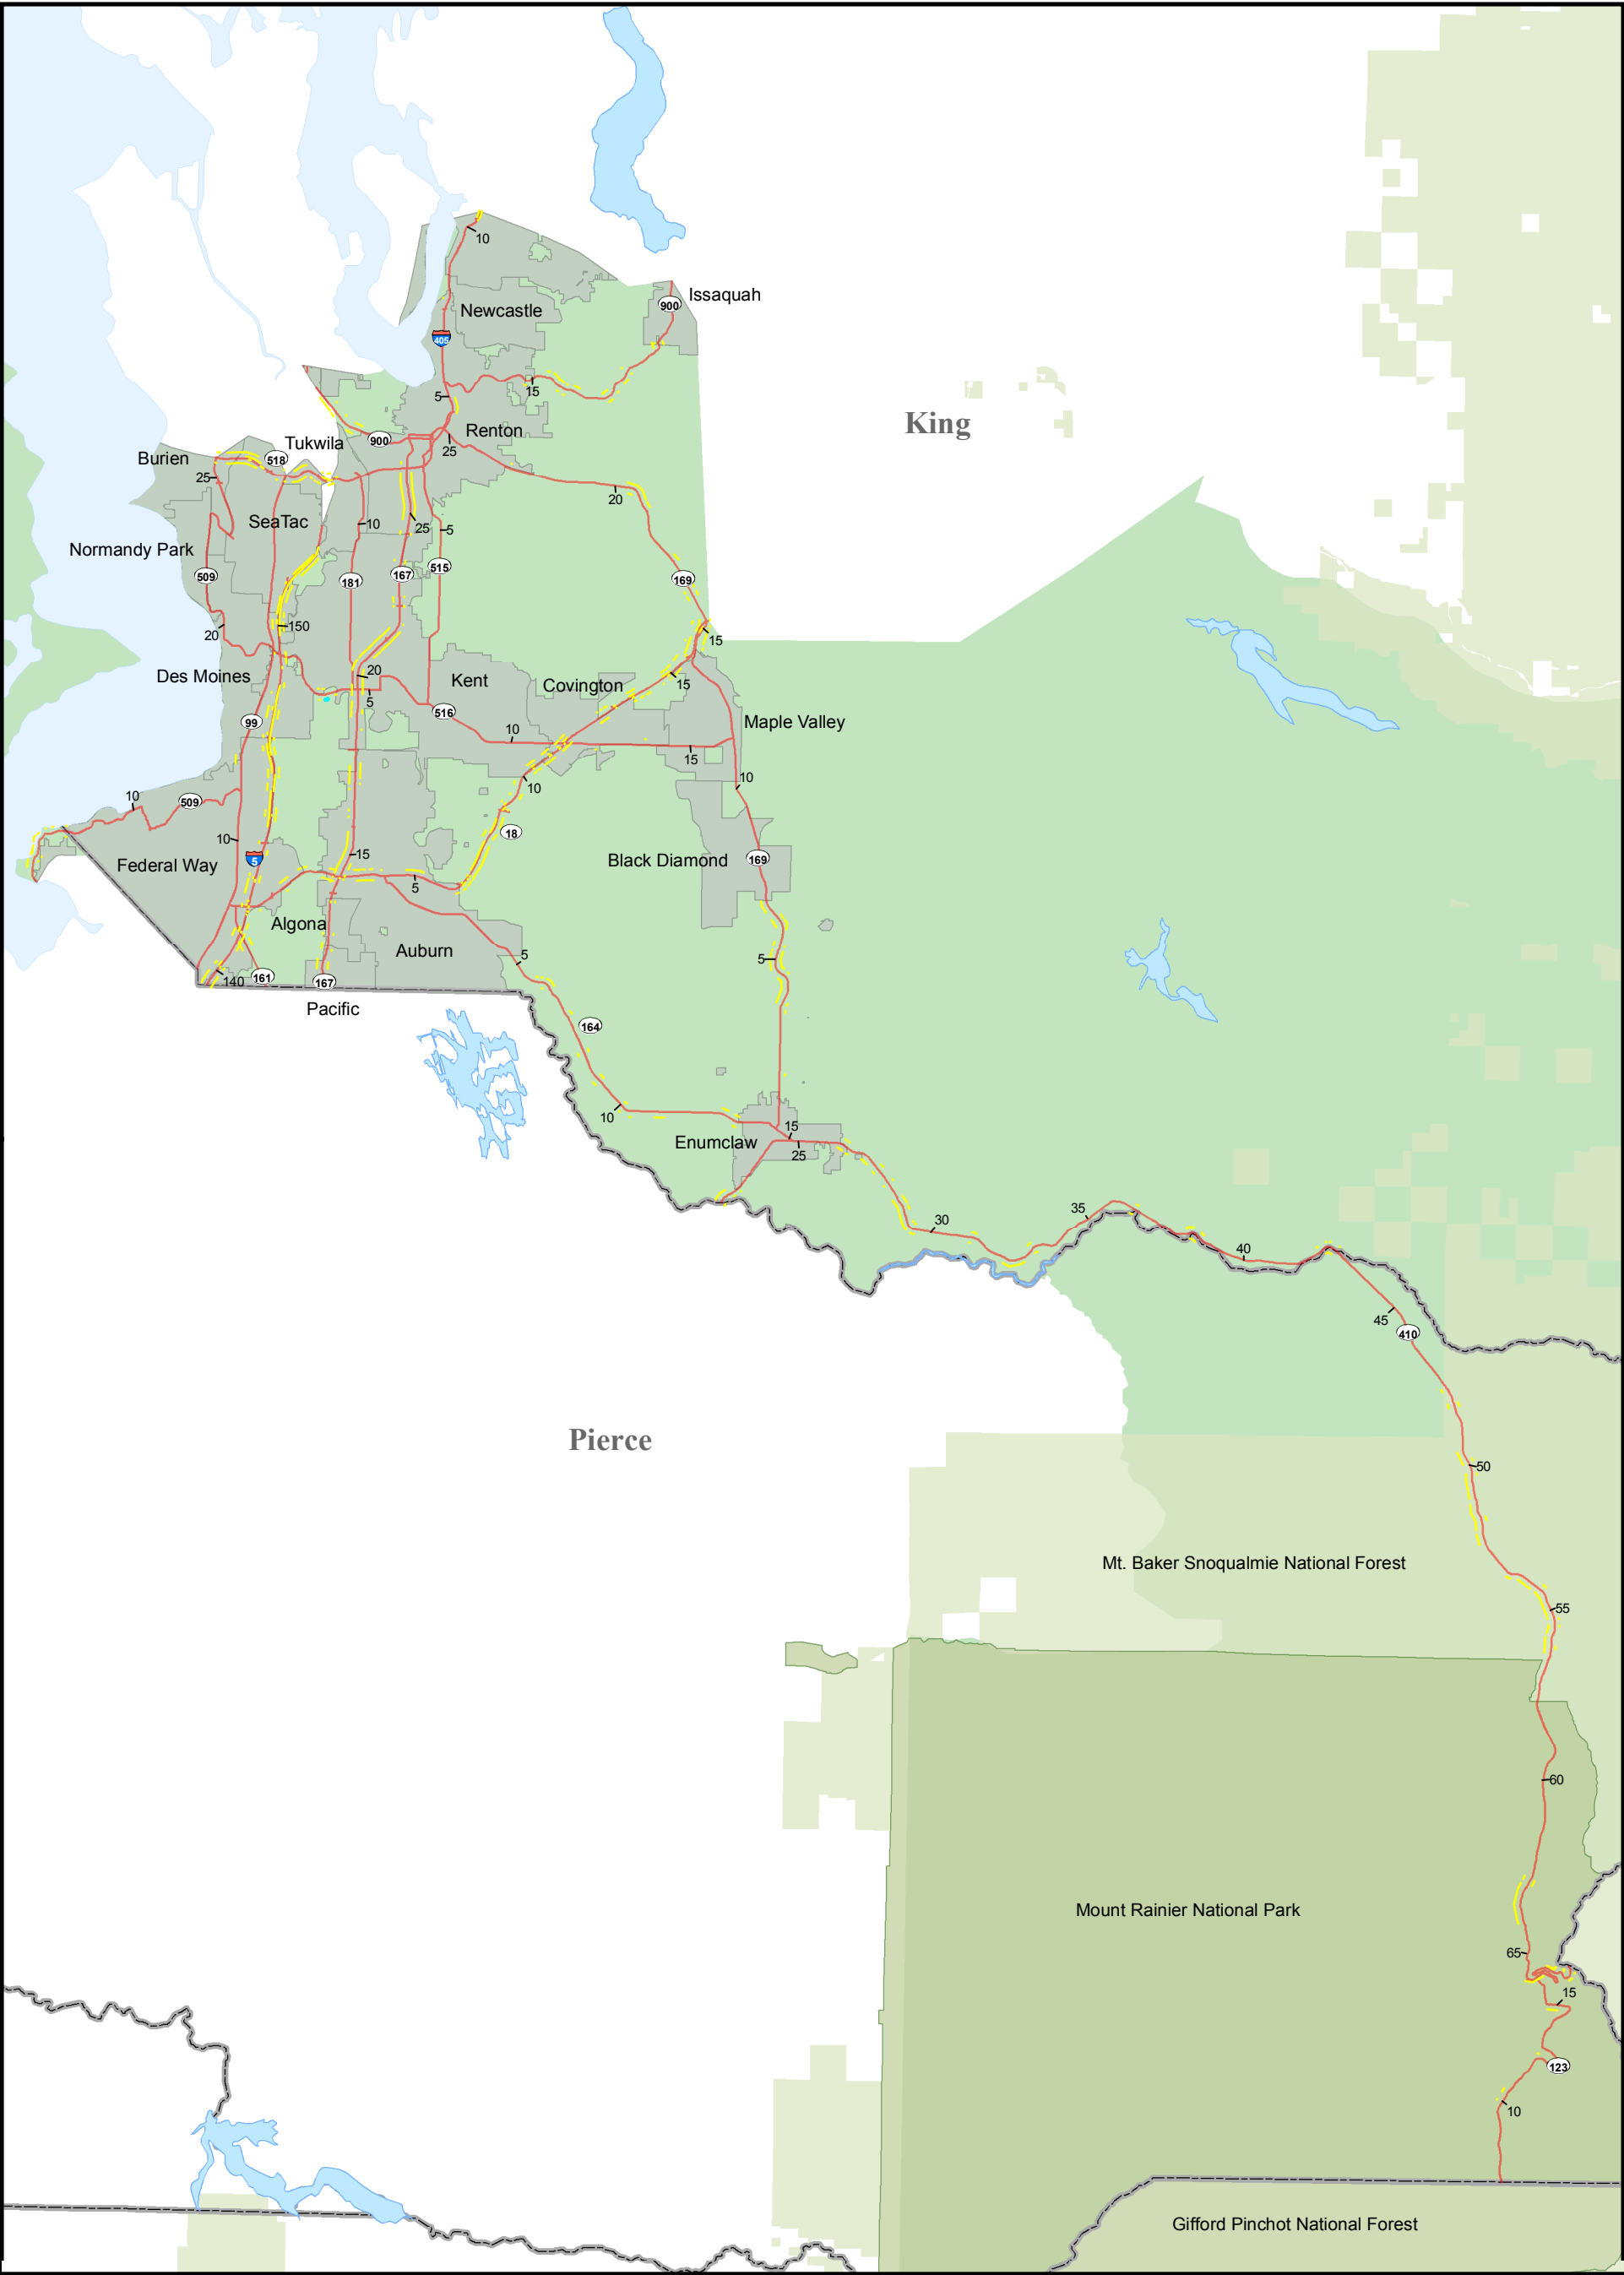 10
Issaquah
900
Newcastle
405
15
5
King
Renton
Tukwila
900
25
Burien
518
25
20
SeaTac
10
25
5
Normandy Park
515
167
181
509
169
150
20
15
Des Moines
20
Kent
Covington
15
5
516
99
Maple Valley
10
15
10
10
10
509
18
10
5
15
Federal Way
Black Diamond
169
5
Algona
Auburn
5
5
140
161
167
Pacific
164
10
15
Enumclaw
25
30
35
40
45
410
Pierce
50
Mt. Baker Snoqualmie National Forest
55
60
Mount Rainier National Park
65
15
123
10
Gifford Pinchot National Forest